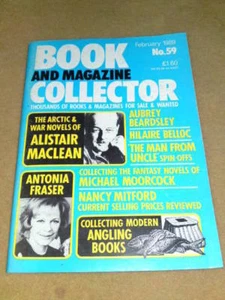 BOOK
February 1989
No.59
AND MAGAZINE
£1.60
COLLECTOR
THOUSANDS OF BOOKS & MAGAZINES FOR SALE & WANTED
THE ARCTIC &
WAR NOVELS OF
ALISTAIR
MACLEAN
AUBREY
BEARDSLEY
HILAIRE BELLOC
'THE MAN FROM
UNCLE' SPIN OFFS
ANTONIA
FRASER
COLLECTING THE FANTASY NOVELS OF
MICHAEL MOORCOCK
NANCY MITFORD
CURRENT SELLING PRICES REVIEWED
COLLECTING MODERN
ANGLING
BOOKS